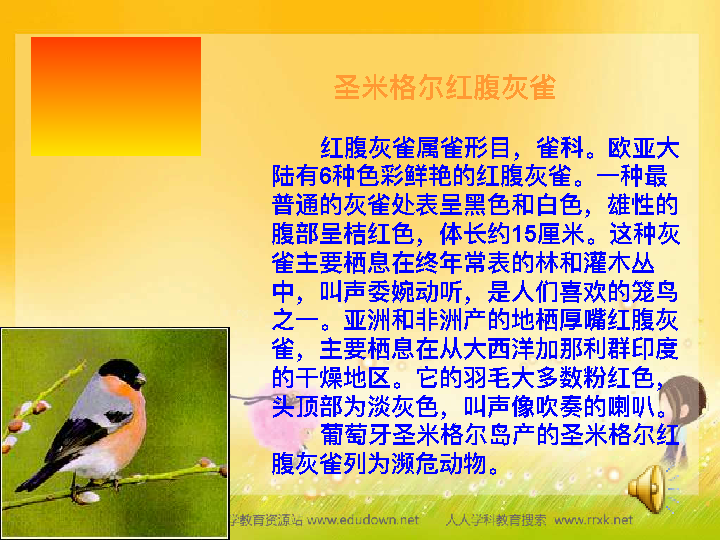 圣米格尔红腹灰雀
红腹灰雀属雀形目，雀科。欧亚大
陆有6种色彩鲜艳的红腹灰雀。一种最
普通的灰雀处表呈黑色和白色，雄性的
腹部呈桔红色，体长约15厘米。这种灰
雀主要栖息在终年常表的林和灌木丛
中，叫声委婉动听，是人们喜欢的笼鸟
之一。亚洲和非洲产的地栖厚嘴红腹灰
雀，主要栖息在从大西洋加那利群印度
的干燥地区。它的羽毛大多数粉红色，
头顶部为淡灰色，叫声像吹奏的喇叭。
葡萄牙圣米格尔岛产的圣米格尔红
腹灰雀列为濒危动物。
学教育资源站 www.edudown.net 人人学科教育搜索 www.rrxk.net